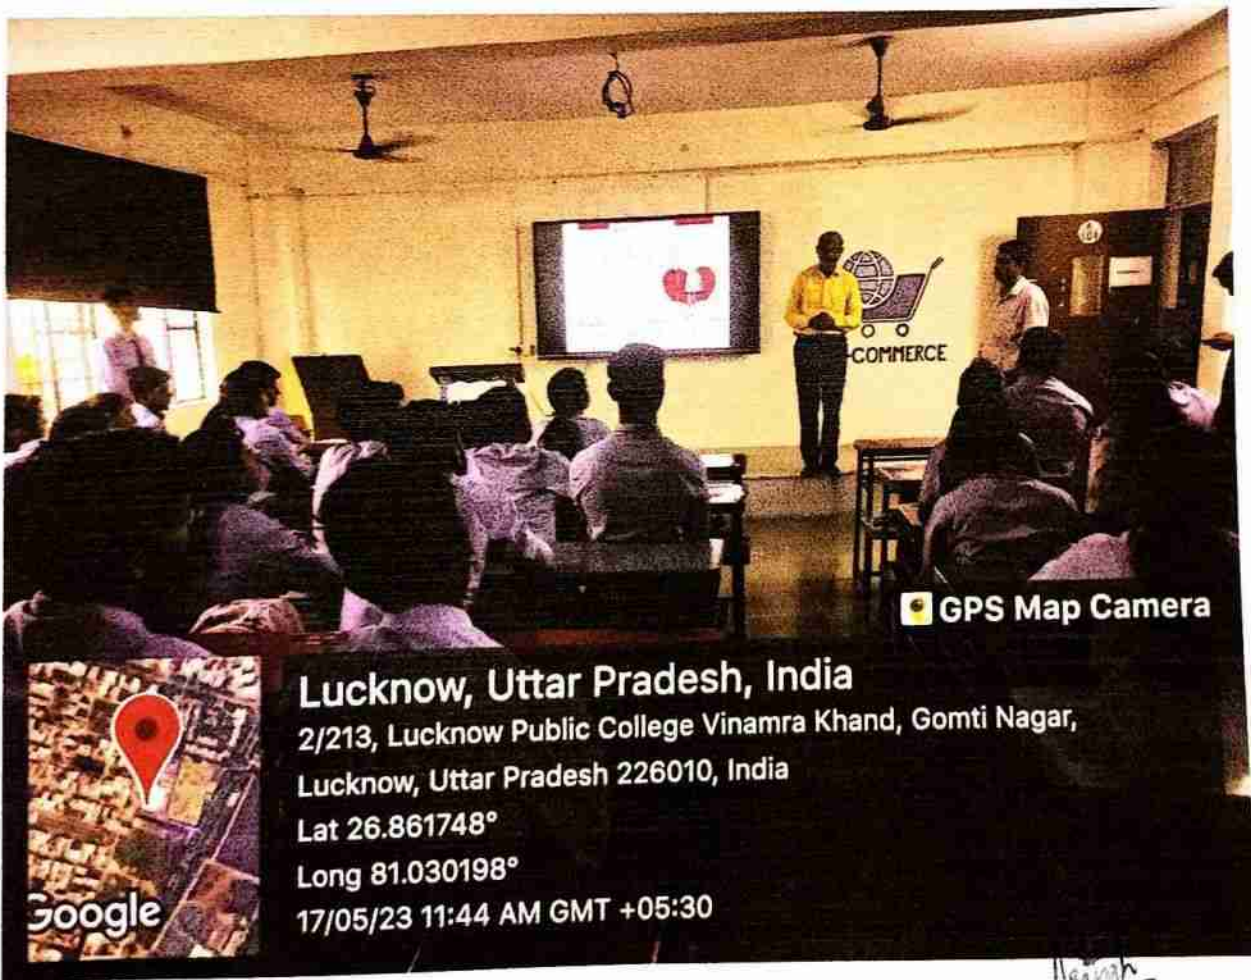 COMMERCE
GPS Map Camera
Lucknow, Uttar Pradesh, India
2/213, Lucknow Public College Vinamra Khand, Gomti Nagar,
Lucknow, Uttar Pradesh 226010, India
Lat 26.861748°
Long 81.030198°
17/05/23 11:44 AM GMT +05:30
Google